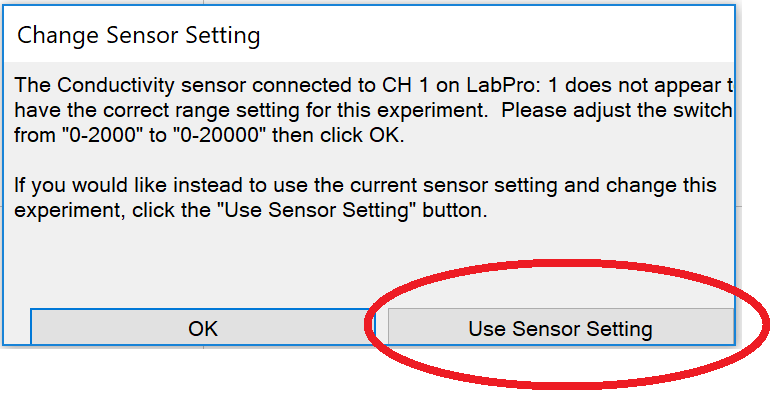 Change Sensor Setting
The Conductivity sensor connected to CH 1 on LabPro: 1 does not appear t
have the correct range setting for this experiment.  Please adjust the switch
from "0-2000" to "0-20000" then click OK.
If you would like instead to use the current sensor setting and change this
experiment, click the "Use Sensor Setting" button.
OK
Use Sensor Setting